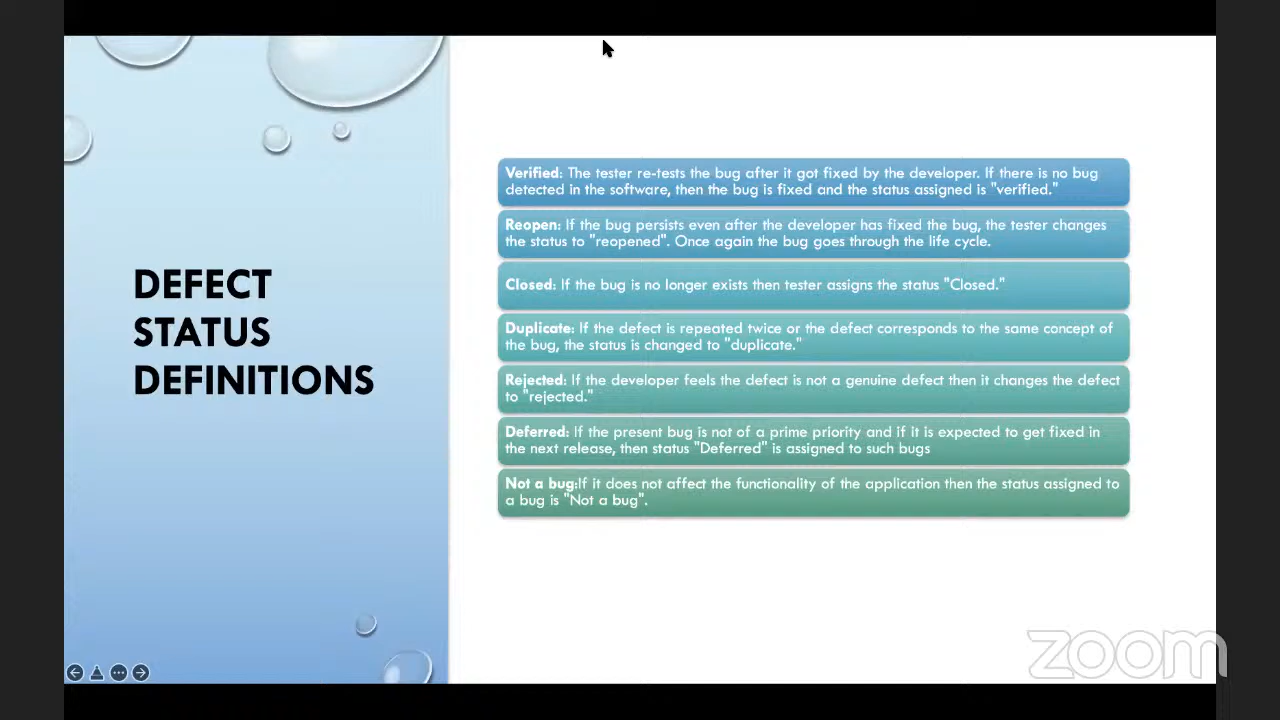 DEFECT
STATUS
DEFINITIONS
Verified: The tester re-tests the bug after it got fixed by the developer. If there is no bug
detected in the software, then the bug is fixed and the status assigned is "verified."
Reopen: If the bug persists even after the developer has fixed the bug, the tester changes
the status to "reopened". Once again the bug goes through the life cycle.
Closed: If the bug is no longer exists then tester assigns the status "Closed."
Duplicate: If the defect is repeated twice or the defect corresponds to the same concept of
the bug, the status is changed to "duplicate."
Rejected: If the developer feels the defect is not a genuine defect then it changes the defect
to "rejected."
Deferred: If the present bug is not of a prime priority and if it is expected to get fixed in
the next release, then status "Deferred" is assigned to such bugs
Not a bug:If it does not affect the functionality of the application then the status assigned to
a bug is "Not a bug".
zoom